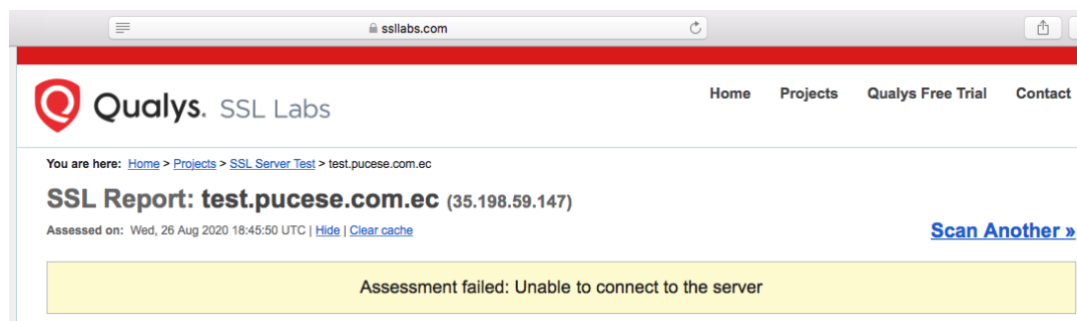 ssllabs.com
Qualys. SSL Labs
Home Projects Qualys Free Trial Contact
You are here: Home > Projects > SSL Server Test > test.pucese.com.ec
SSL Report: test.pucese.com.ec (35.198.59.147)
Assessed on: Wed, 26 Aug 2020 18:45:50 UTC | Hide | Clear cache
Scan Another »
Assessment failed: Unable to connect to the server